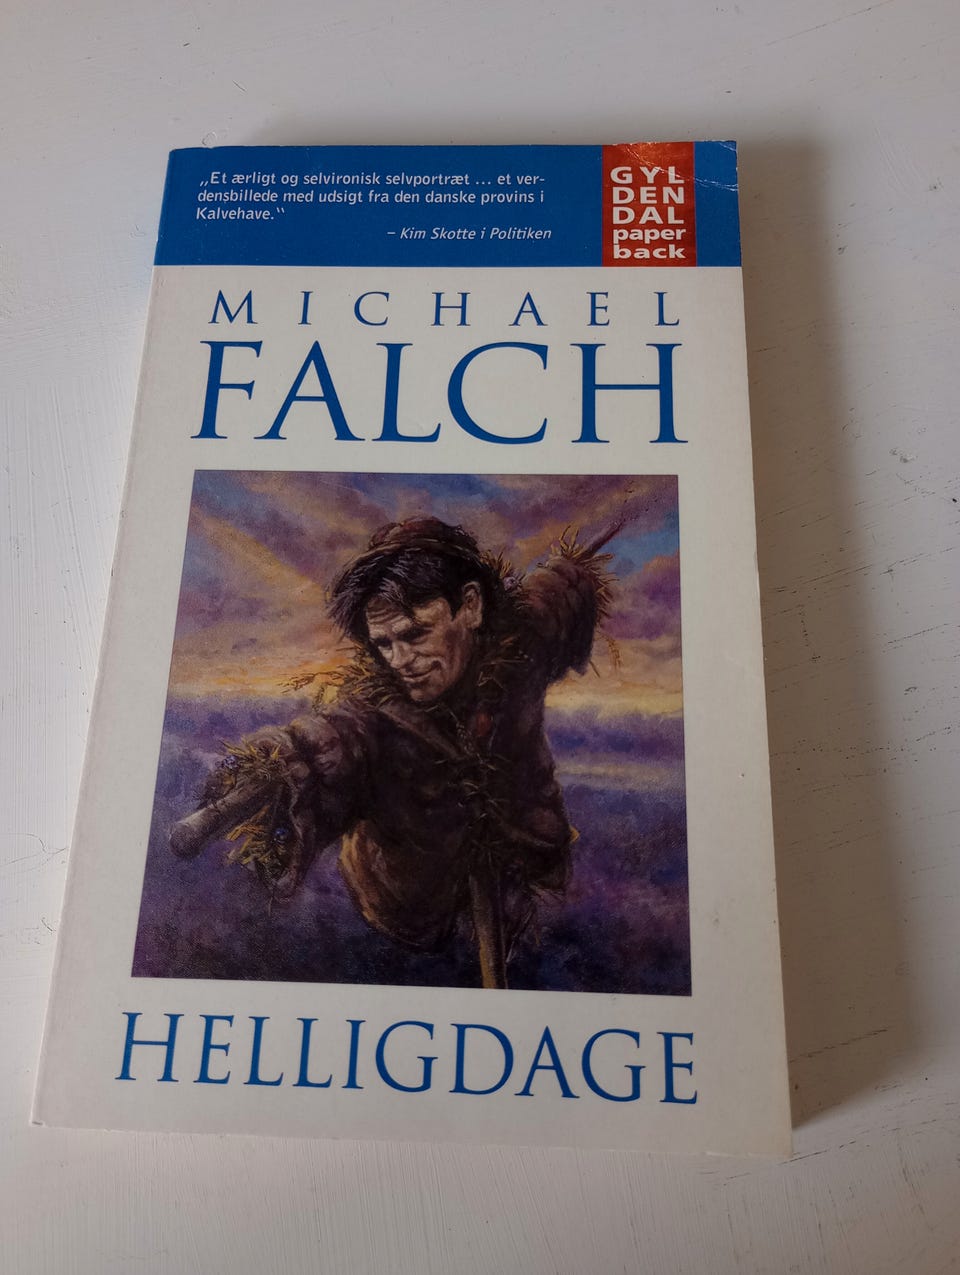 „Et ærligt og selvironisk selvportræt ... et ver-
densbillede med udsigt fra den danske provins i
Kalvehave.“
– Kim Skotte i Politiken
GYL
DEN
DAL
paper
back
MICHAEL
FALCH
HELLIGDAGE